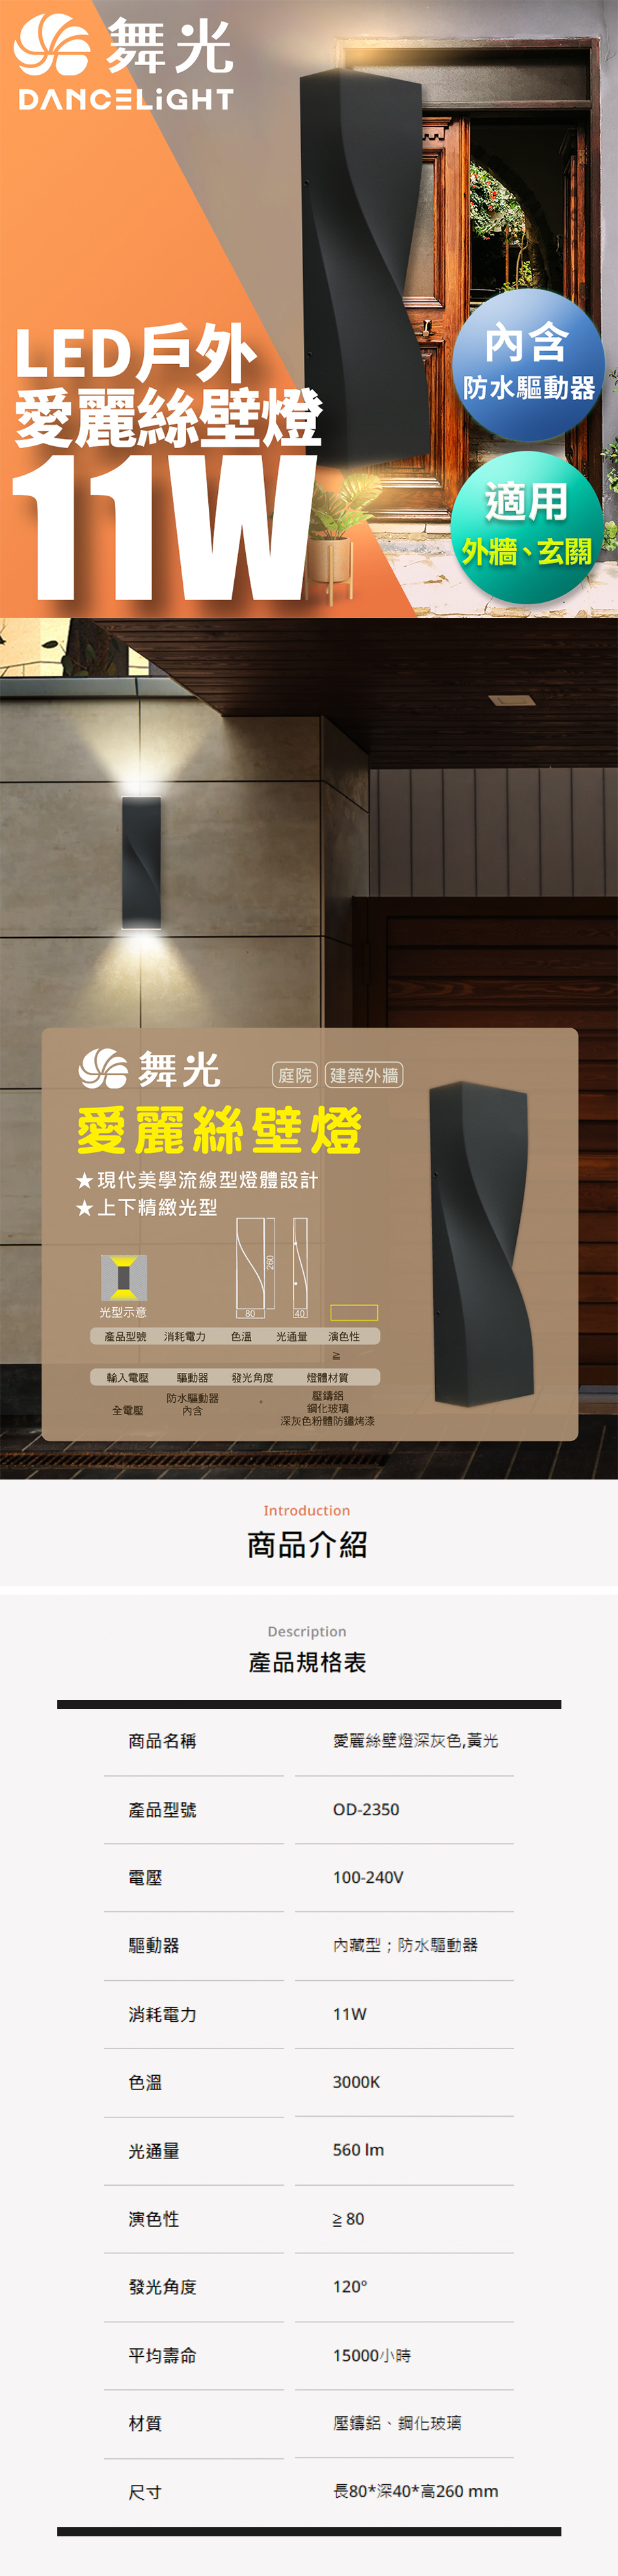 舞光
DANCELiGHT
LED戶外
愛麗絲壁燈
11W
內含
防水驅動器
適用
外牆、玄關
舞光
庭院 建築外牆
愛麗絲壁燈
★現代美學流線型燈體設計
★上下精緻光型
260
80 40
光型示意
產品型號 消耗電力 色溫 光通量 演色性
≧
輸入電壓 驅動器 發光角度 燈體材質
全電壓 防水驅動器 內含 。 壓鑄鋁
鋼化玻璃
深灰色粉體防鏽烤漆
Introduction
商品介紹
Description
產品規格表
商品名稱 愛麗絲壁燈深灰色,黃光
產品型號 OD-2350
電壓 100-240V
驅動器 內藏型；防水驅動器
消耗電力 11W
色溫 3000K
光通量 560 lm
演色性 ≧ 80
發光角度 120°
平均壽命 15000小時
材質 壓鑄鋁、鋼化玻璃
尺寸 長80*深40*高260 mm